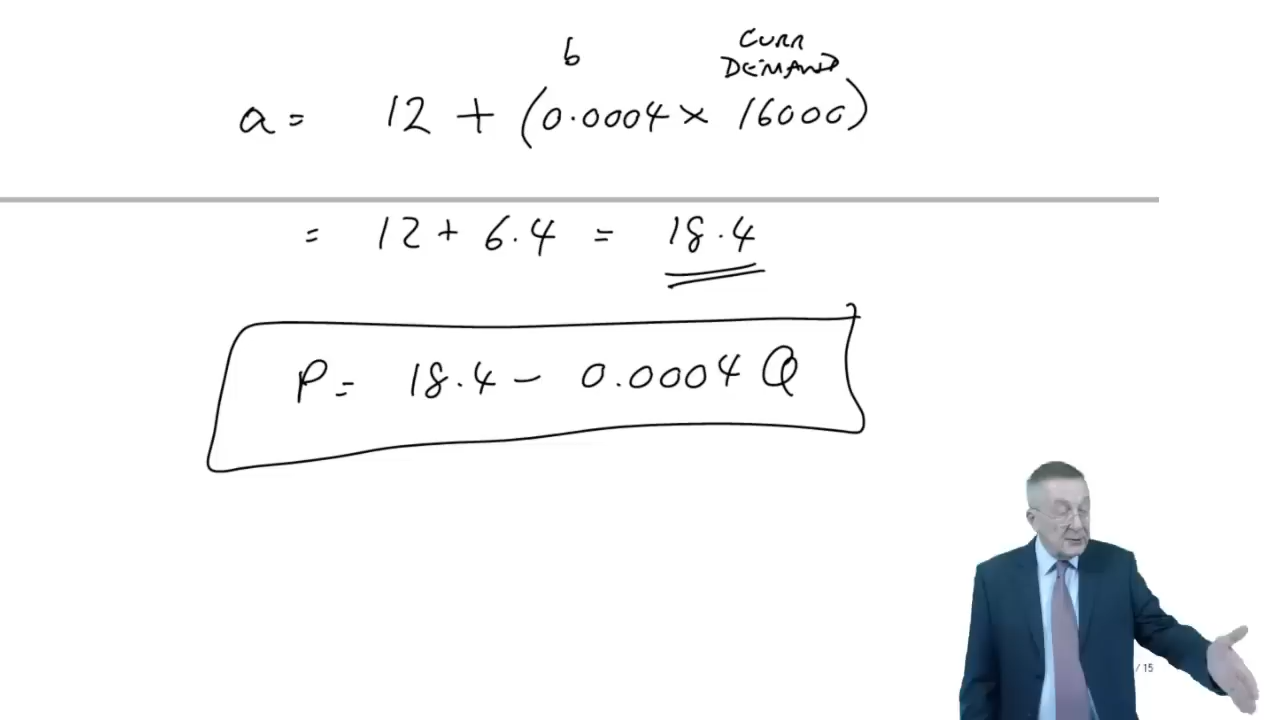 b CURR
DEMAND
a = 12 + (0.0004 × 16000)
= 12 + 6.4 = 18.4
P = 18.4 - 0.0004 Q
/ 15